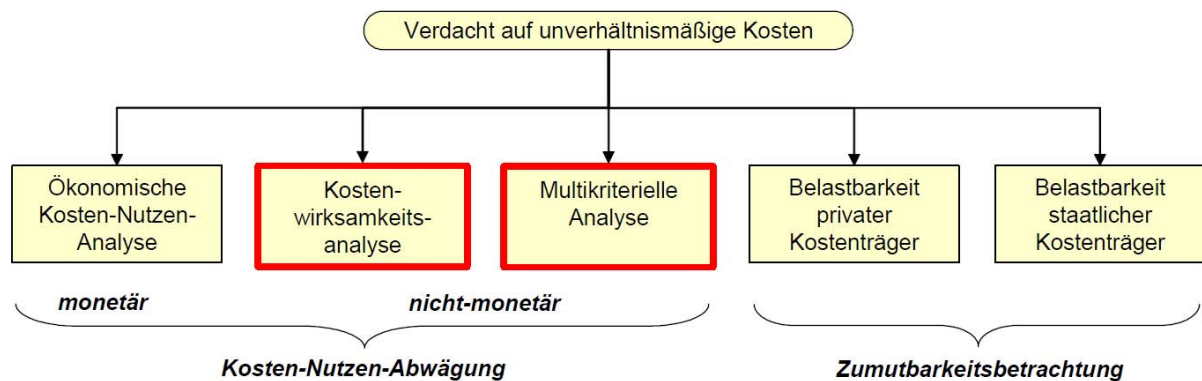 Verdacht auf unverhältnismäßige Kosten
Ökonomische
Kosten-Nutzen-
Analyse
Kosten-
wirksamkeits-
analyse
Multikriterielle
Analyse
Belastbarkeit
privater
Kostenträger
Belastbarkeit
staatlicher
Kostenträger
monetär
nicht-monetär
Kosten-Nutzen-Abwägung
Zumutbarkeitsbetrachtung